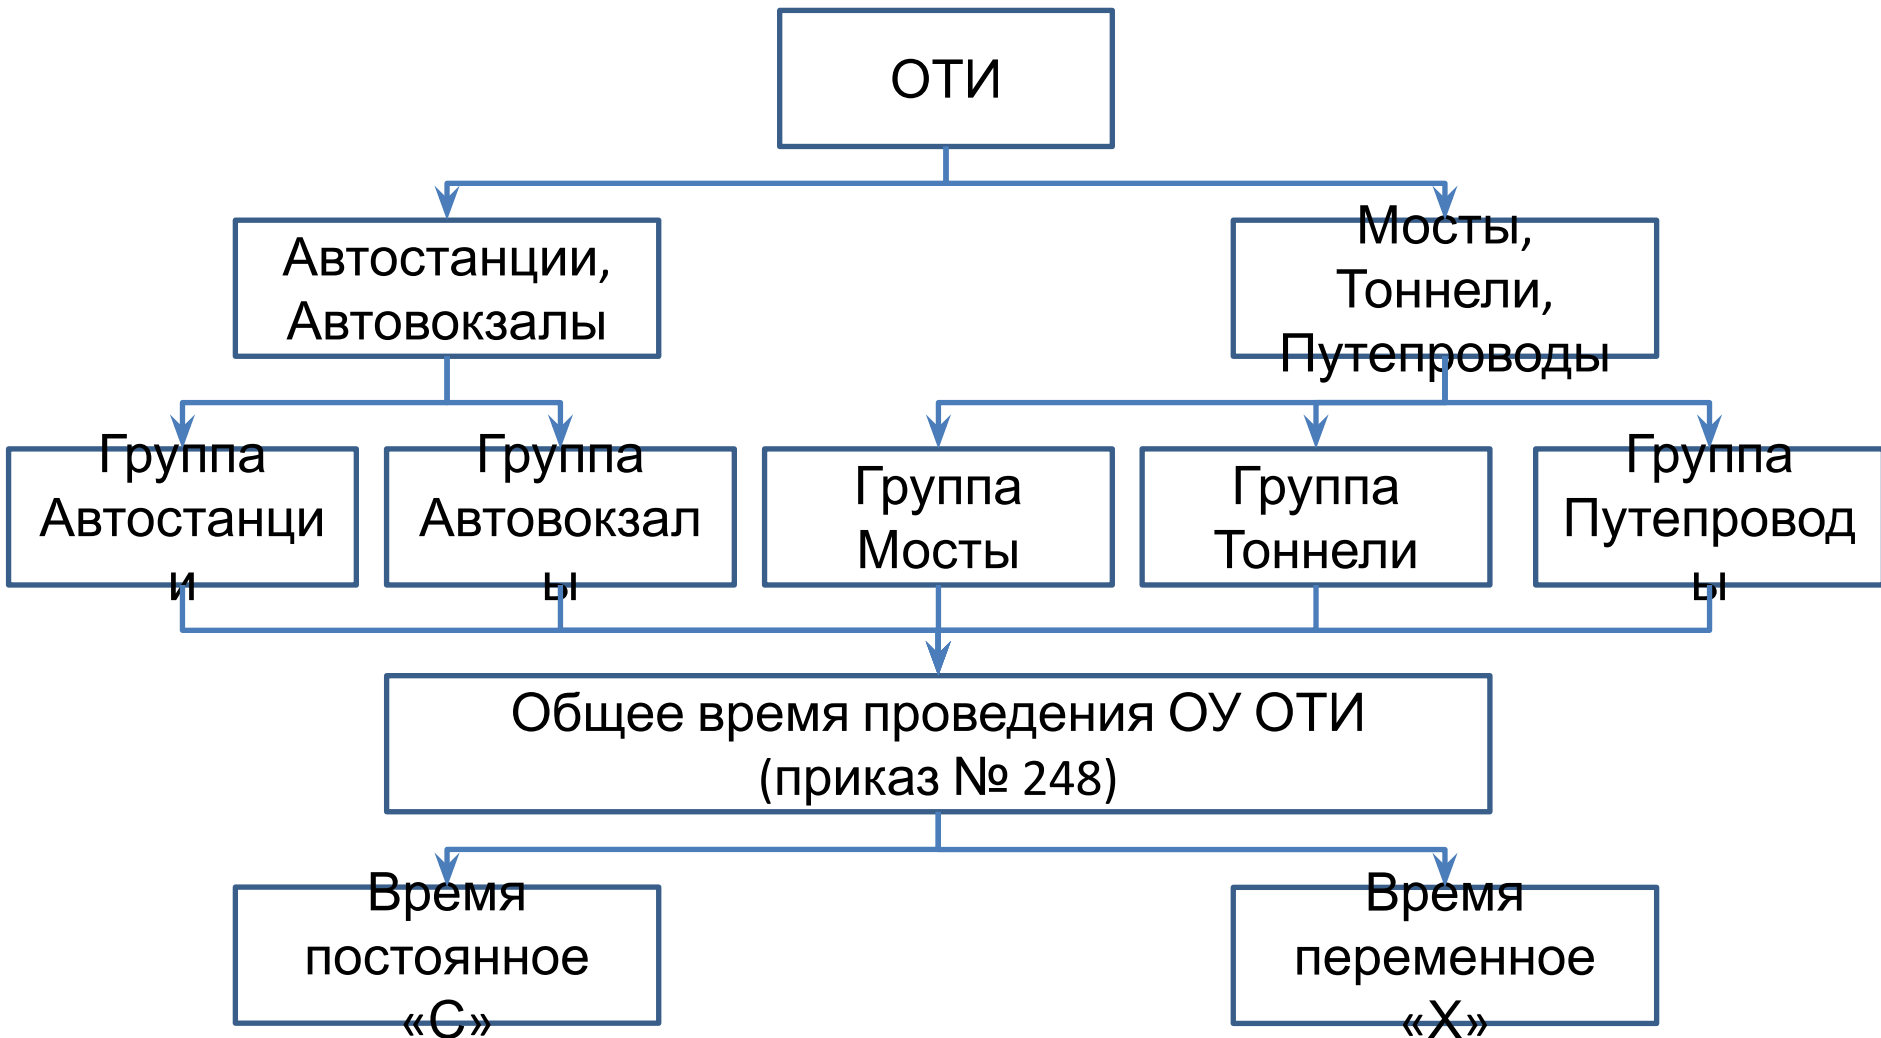 ОТИ
Автостанции,
Автовокзалы
Мосты,
Тоннели,
Путепроводы
Группа
Автостанци
и
Группа
Автовокзал
ы
Группа
Мосты
Группа
Тоннели
Группа
Путепровод
ы
Общее время проведения ОУ ОТИ
(приказ № 248)
Время
постоянное
«С»
Время
переменное
«Х»